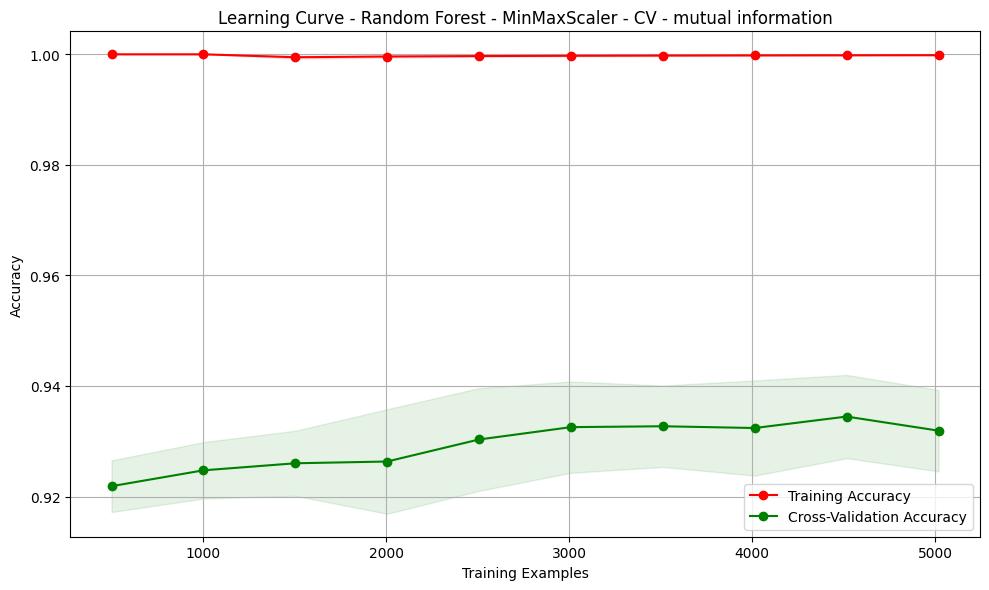 Learning Curve - Random Forest - MinMaxScaler - CV - mutual information
1.00
0.98
0.96
0.94
0.92
Accuracy
1000
2000
3000
4000
5000
Training Examples
Training Accuracy
Cross-Validation Accuracy